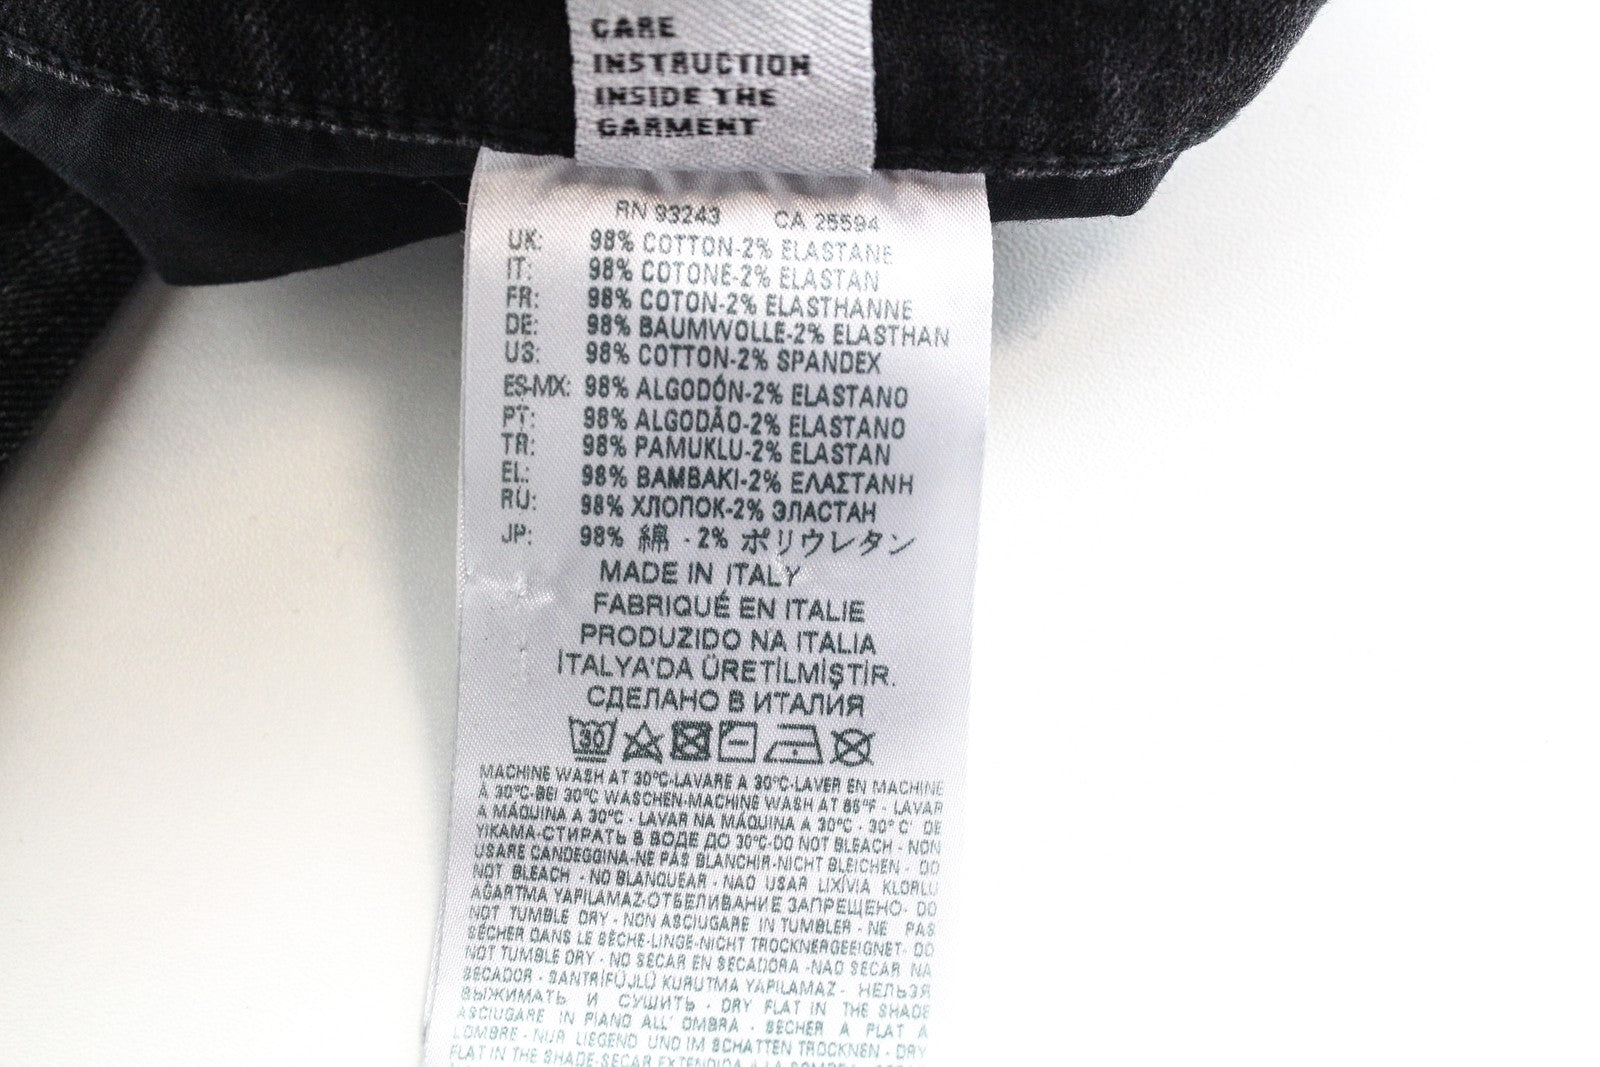 CARE
INSTRUCTION
INSIDE THE
GARMENT
RN 93243 CA 25594
UK: 98% COTTON-2% ELASTANE
IT: 98% COTONE-2% ELASTAN
FR: 98% COTON-2% ELASTHANNE
DE: 98% BAUMWOLLE-2% ELASTHAN
US: 98% COTTON-2% SPANDEX
ES-MX: 98% ALGODÓN-2% ELASTANO
PT: 98% ALGODÃO-2% ELASTANO
TR: 98% PAMUKLU-2% ELASTAN
EL: 98% BAMBAKI-2% ΕΛΑΣΤΑΝΗ
RU: 98% ХЛОПОК-2% ЭЛАСТАН
JP: 98% 綿 - 2% ポリウレタン
MADE IN ITALY
FABRIQUÉ EN ITALIE
PRODUZIDO NA ITALIA
İTALYA'DA ÜRETİLMİŞTİR.
СДЕЛАНО В ИТАЛИЯ
30
MACHINE WASH AT 30°C-LAVARE A 30°C-LAVER EN MACHINE
À 30°C-BEI 30°C WASCHEN-MACHINE WASH AT 86°F - LAVAR
A MÁQUINA A 30°C - LAVAR NA MÁQUINA A 30°C - 30° C' DE
YIKAMA-СТИРАТЬ В ВОДЕ ДО 30°C-DO NOT BLEACH - NON
USARE CANDEGGINA-NE PAS BLANCHIR-NICHT BLEICHEN - DO
NOT BLEACH - NO BLANQUEAR - NAO USAR LIXÍVIA KLORLU
AĞARTMA YAPILAMAZ-ОТБЕЛИВАНИЕ ЗАПРЕЩЕНО- DO
NOT TUMBLE DRY - NON ASCIUGARE IN TUMBLER - NE PAS
SÉCHER DANS LE SÈCHE-LINGE-NICHT TROCKNERGEEIGNET- DO
NOT TUMBLE DRY - NO SECAR EN SECADORA -NAO SECAR NA
SECADOR - SANTRİFÜJLÜ KURUTMA YAPILAMAZ - НЕЛЬЗЯ
ВЫЖИМАТЬ И СУШИТЬ - DRY FLAT IN THE SHADE
ASCIUGARE IN PIANO ALL' OMBRA - SÉCHER A PLAT A
L'OMBRE - NUR LIEGEND UND IM SCHATTEN TROCKNEN - DRY
FLAT IN THE SHADE-SECAR EXTENDIDA A LA SOMBRA